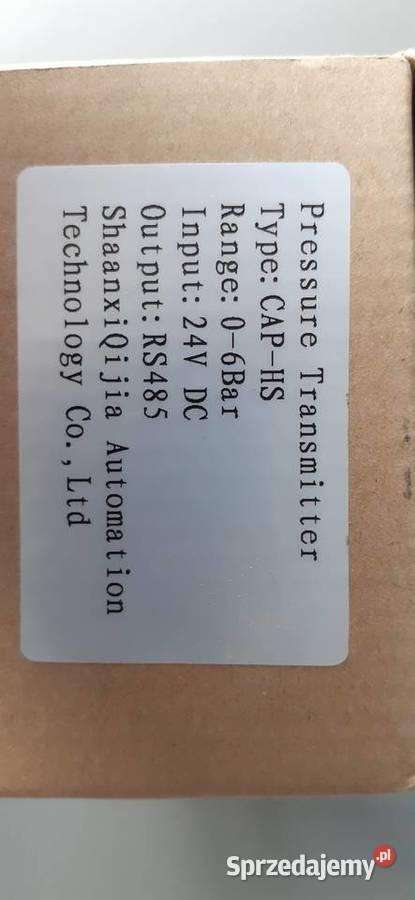 Pressure Transmitter
Type:CAP-HS
Range: 0-6Bar
Input: 24V DC
Output:RS485
ShaanxiQijia Automation
Technology Co.,Ltd
Sprzedajemy.pl